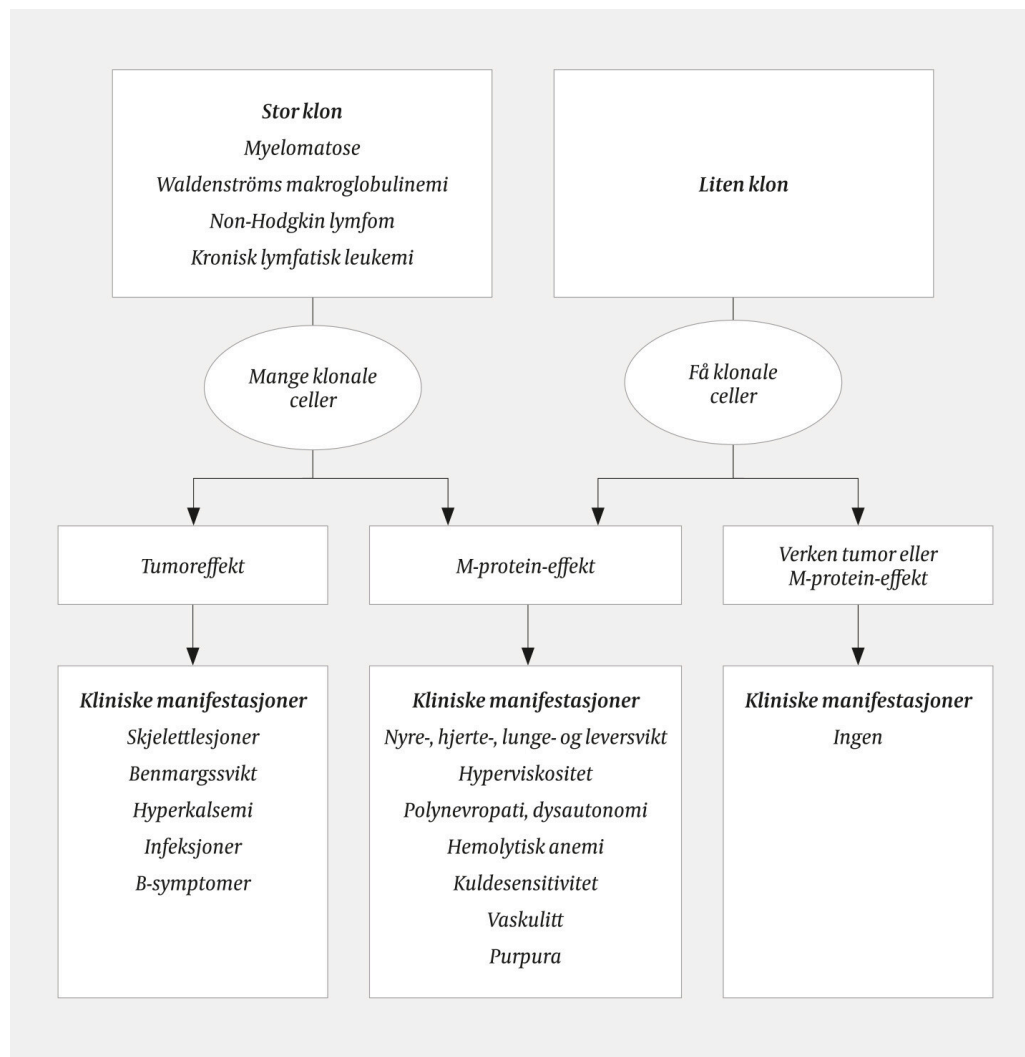 Stor klon
Myelomatose
Waldenströms makroglobulinemi
Non-Hodgkin lymfom
Kronisk lymfatisk leukemi
Liten klon
Mange klonale
celler
Få klonale
celler
Tumoreffekt
M-protein-effekt
Verken tumor eller
M-protein-effekt
Kliniske manifestasjoner
Skjelettlesjoner
Benmargssvikt
Hyperkalsemi
Infeksjoner
B-symptomer
Kliniske manifestasjoner
Nyre-, hjerte-, lunge- og leversvikt
Hyperviskositet
Polynevropati, dysautonomi
Hemolytisk anemi
Kuldesensitivitet
Vaskulitt
Purpura
Kliniske manifestasjoner
Ingen